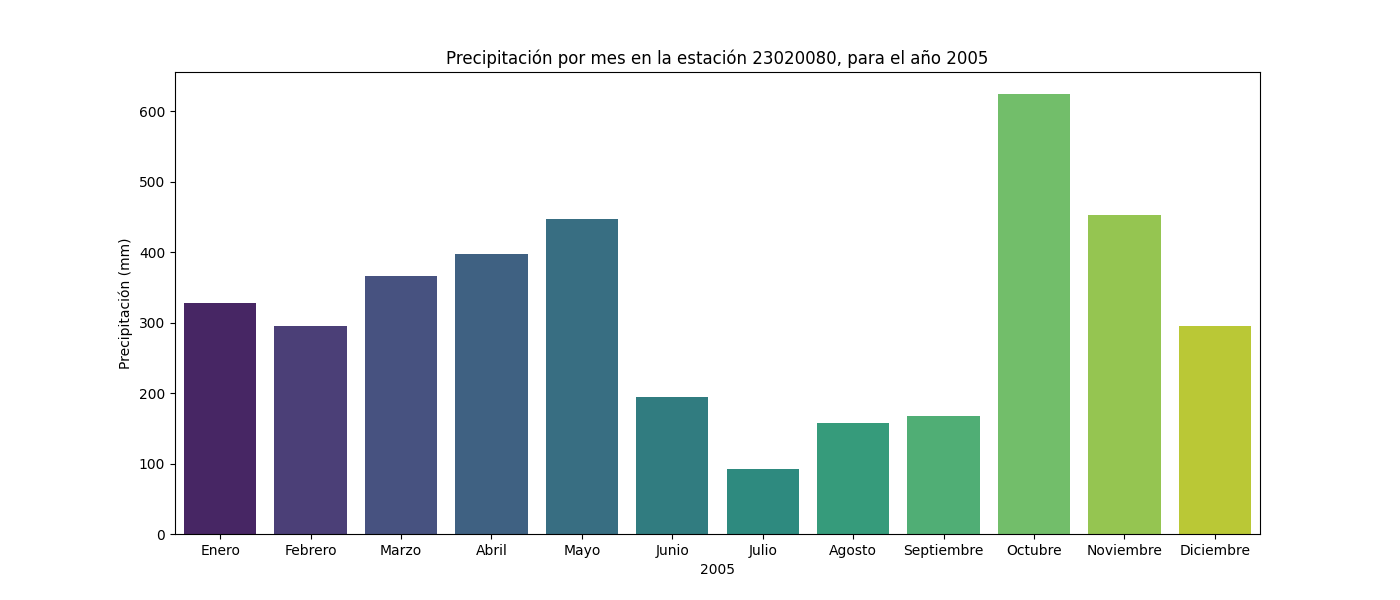 Precipitación por mes en la estación 23020080, para el año 2005
Precipitación (mm)
600
500
400
300
200
100
0
Enero Febrero Marzo Abril Mayo Junio Julio Agosto Septiembre Octubre Noviembre Diciembre
2005